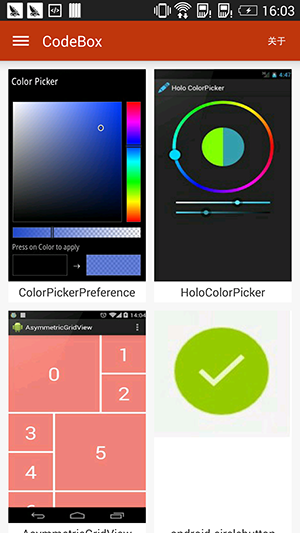 16:03
CodeBox
关于
Color Picker
Press on Color to apply
ColorPickerPreference
4:47
Holo ColorPicker
HoloColorPicker
14:04
AsymmetricGridView
0
1
2
3
4
5
AsymmetricGridView
android-circlebutton